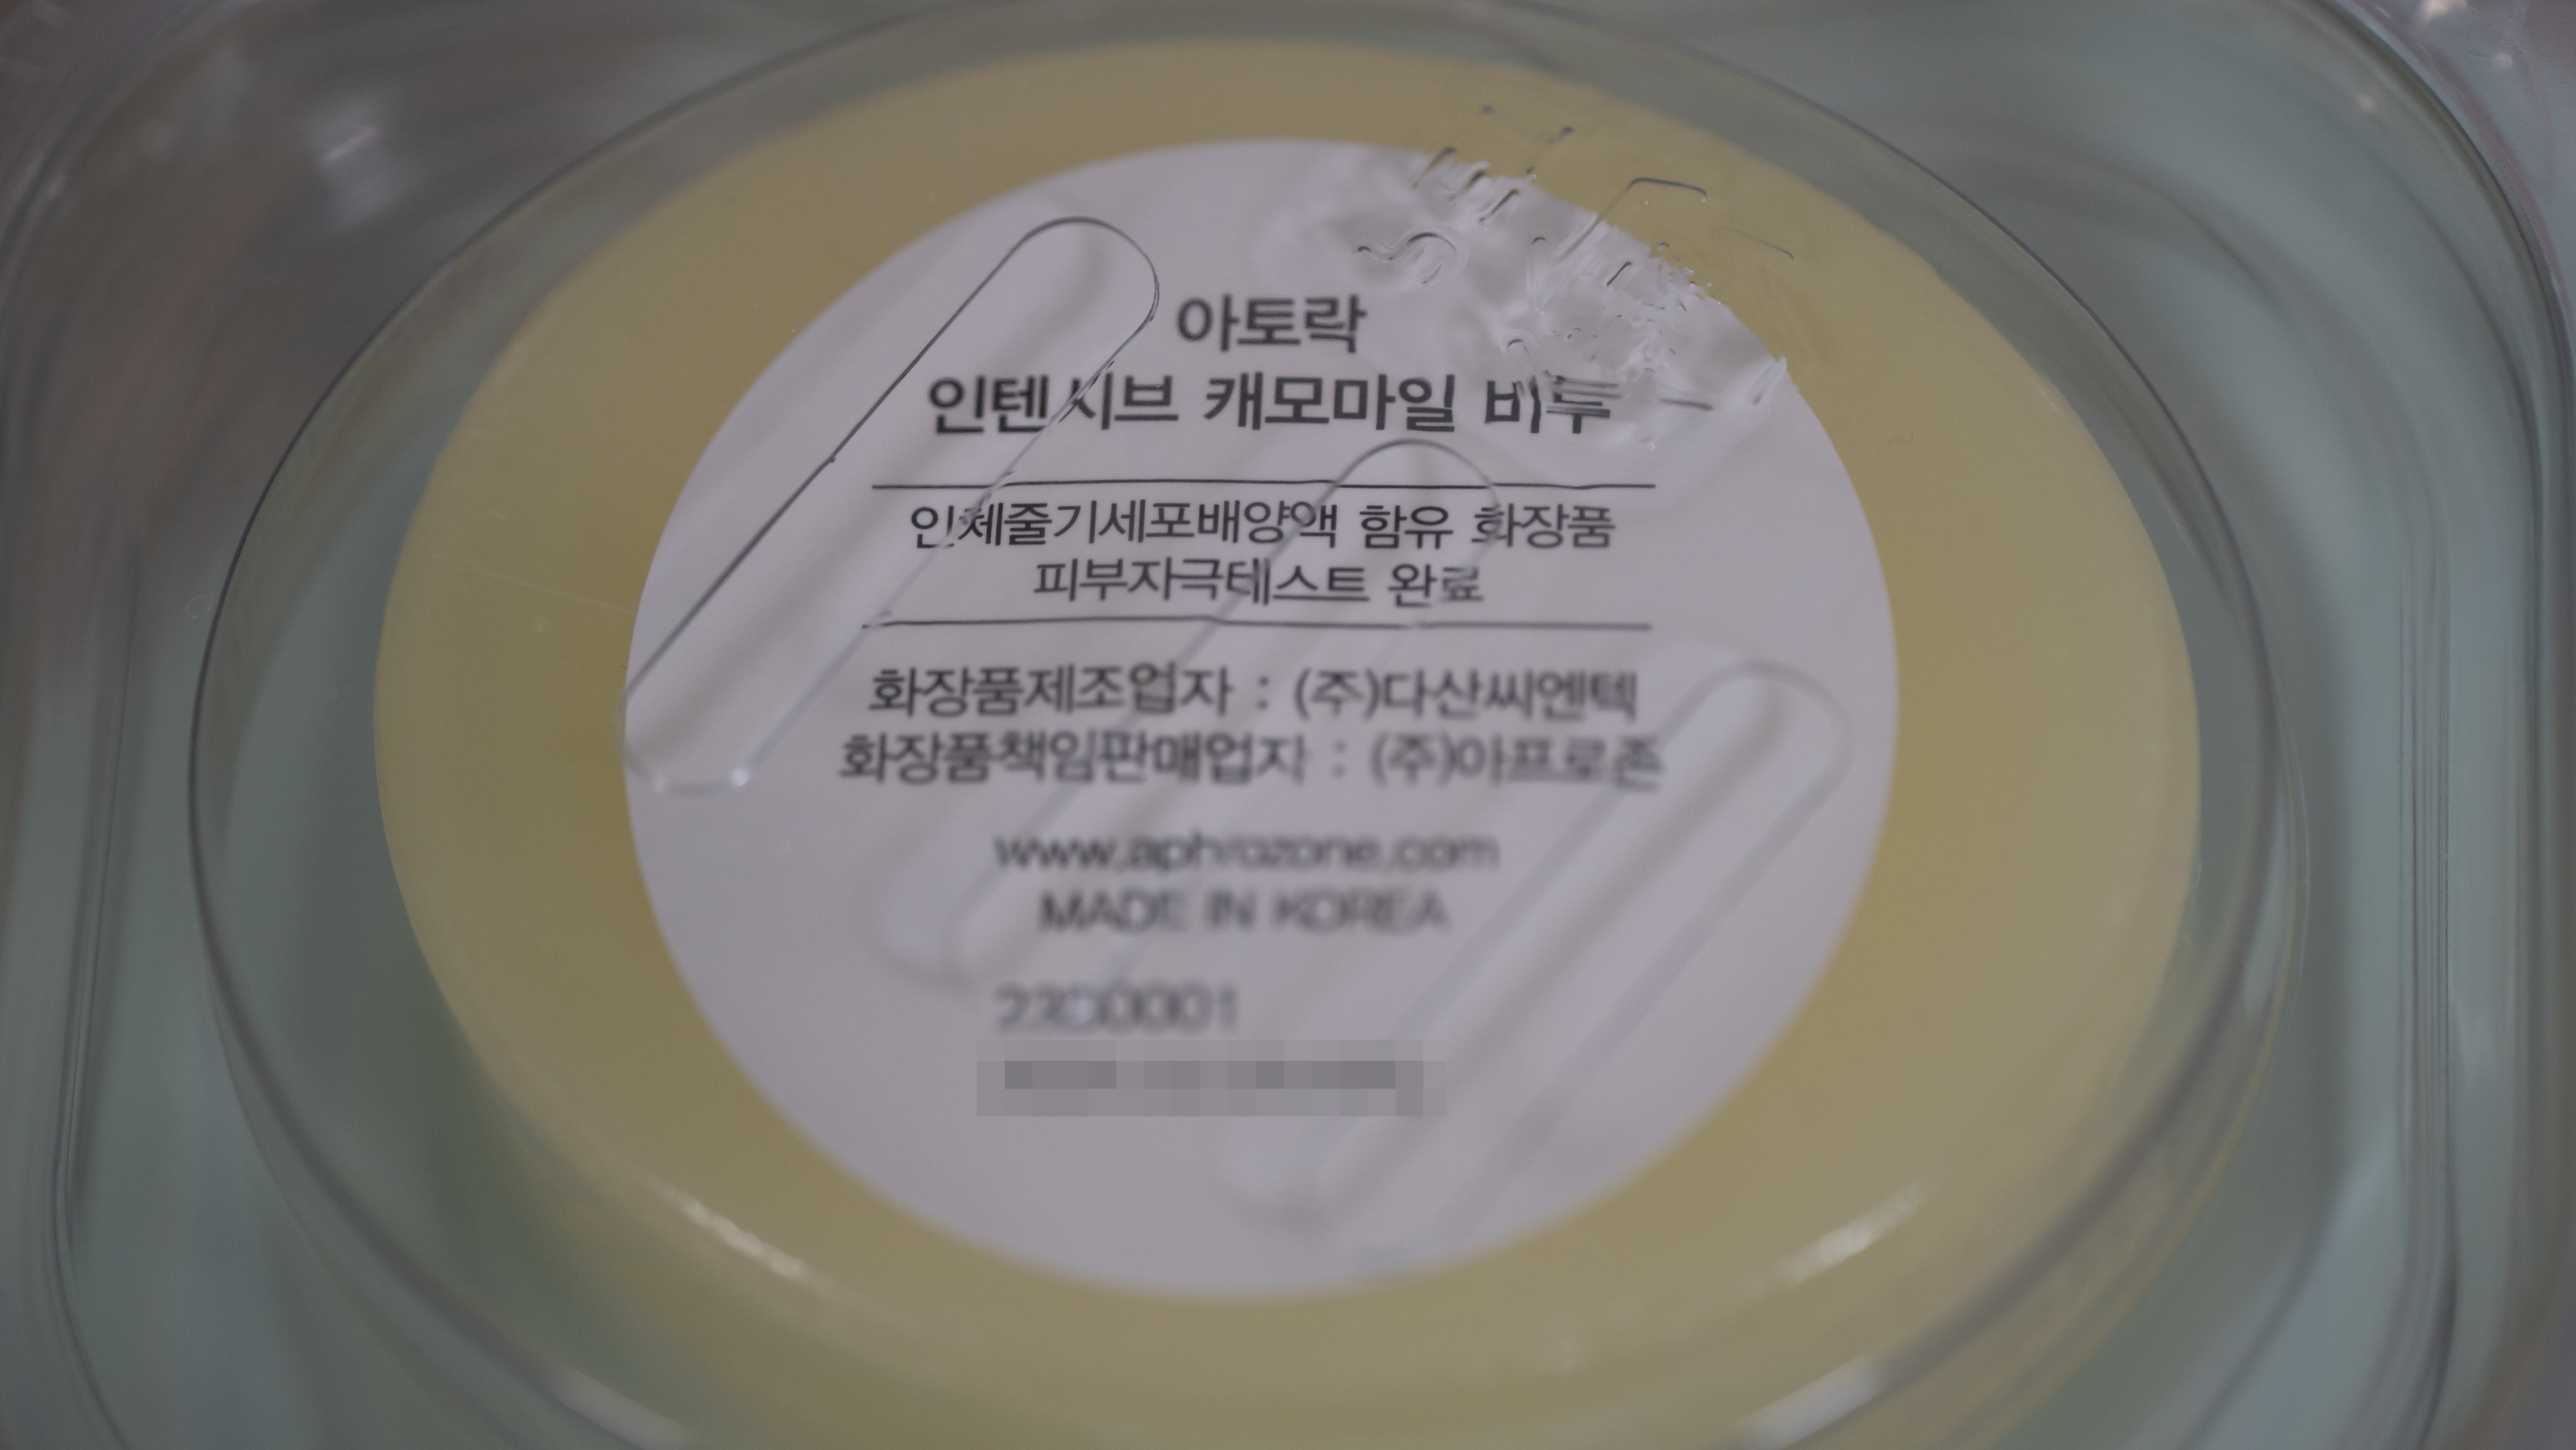 아토락
인텐시브 캐모마일 비누
인체줄기세포배양액 함유 화장품
피부자극테스트 완료
화장품제조업자 : (주)다산씨엔텍
화장품책임판매업자 : (주)아프로존
www.aphrozone.com
MADE IN KOREA